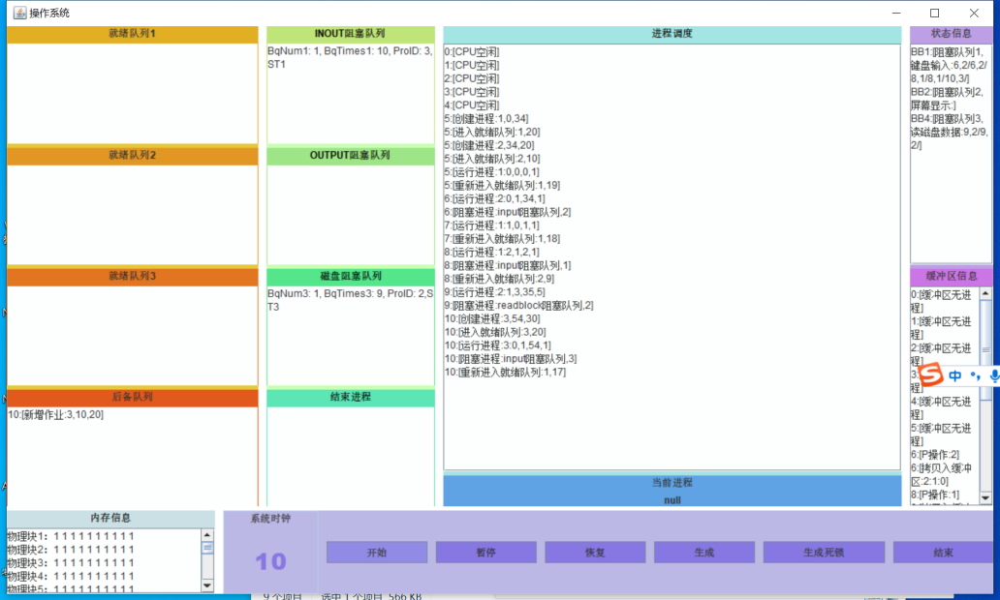 操作系统
就绪队列1
就绪队列2
就绪队列3
后备队列
10:[新增作业:3,10,20]
INOUT阻塞队列
BqNum1: 1, BqTimes1: 10, ProID: 3,
ST1
OUTPUT阻塞队列
磁盘阻塞队列
BqNum3: 1, BqTimes3: 9, ProID: 2,S
T3
结束进程
进程调度
0:[CPU空闲]
1:[CPU空闲]
2:[CPU空闲]
3:[CPU空闲]
4:[CPU空闲]
5:[创建进程:1,0,34]
5:[进入就绪队列:1,20]
5:[创建进程:2,34,20]
5:[进入就绪队列:2,10]
5:[运行进程:1:0,0,0,1]
5:[重新进入就绪队列:1,19]
6:[运行进程:2:0,1,34,1]
6:[阻塞进程:input阻塞队列,2]
7:[运行进程:1:1,0,1,1]
7:[重新进入就绪队列:1,18]
8:[运行进程:1:2,1,2,1]
8:[阻塞进程:input阻塞队列,1]
8:[重新进入就绪队列:2,9]
9:[运行进程:2:1,3,35,5]
9:[阻塞进程:readblock阻塞队列,2]
10:[创建进程:3,54,30]
10:[进入就绪队列:3,20]
10:[运行进程:3:0,1,54,1]
10:[阻塞进程:input阻塞队列,3]
10:[重新进入就绪队列:1,17]
当前进程
null
状态信息
BB1:[阻塞队列1,
键盘输入:6,2/6,2/
8,1/8,1/10,3/]
BB2:[阻塞队列2,
屏幕显示:]
BB4:[阻塞队列3,
读磁盘数据:9,2/9,
2/]
缓冲区信息
0:[缓冲区无进
程]
1:[缓冲区无进
程]
2:[缓冲区无进
程]
3:
程]
4:[缓冲区无进
程]
5:[缓冲区无进
程]
6:[P操作:2]
6:[拷贝入缓冲
区:2:1:0]
8:[P操作:1]
中
内存信息
物理块1: 1 1 1 1 1 1 1 1 1 1
物理块2: 1 1 1 1 1 1 1 1 1 1
物理块3: 1 1 1 1 1 1 1 1 1 1
物理块4: 1 1 1 1 1 1 1 1 1 1
物理块5: 1 1 1 1 1 1 1 1 1 1
系统时钟
10
开始
暂停
恢复
生成
生成死锁
结束
9 个项目 选中 1 个项目 566 KB